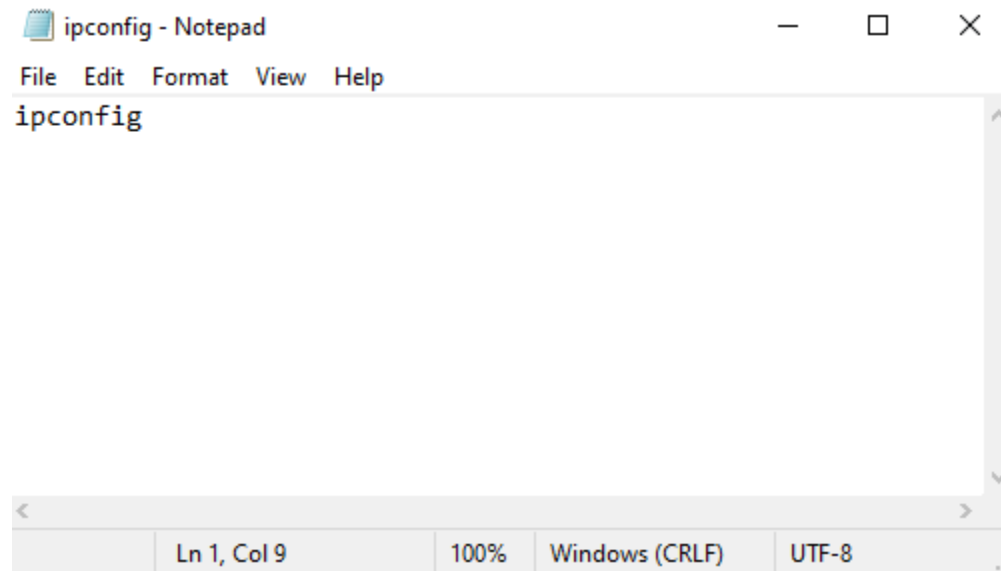 ipconfig - Notepad
File Edit Format View Help
ipconfig
Ln 1, Col 9 100% Windows (CRLF) UTF-8